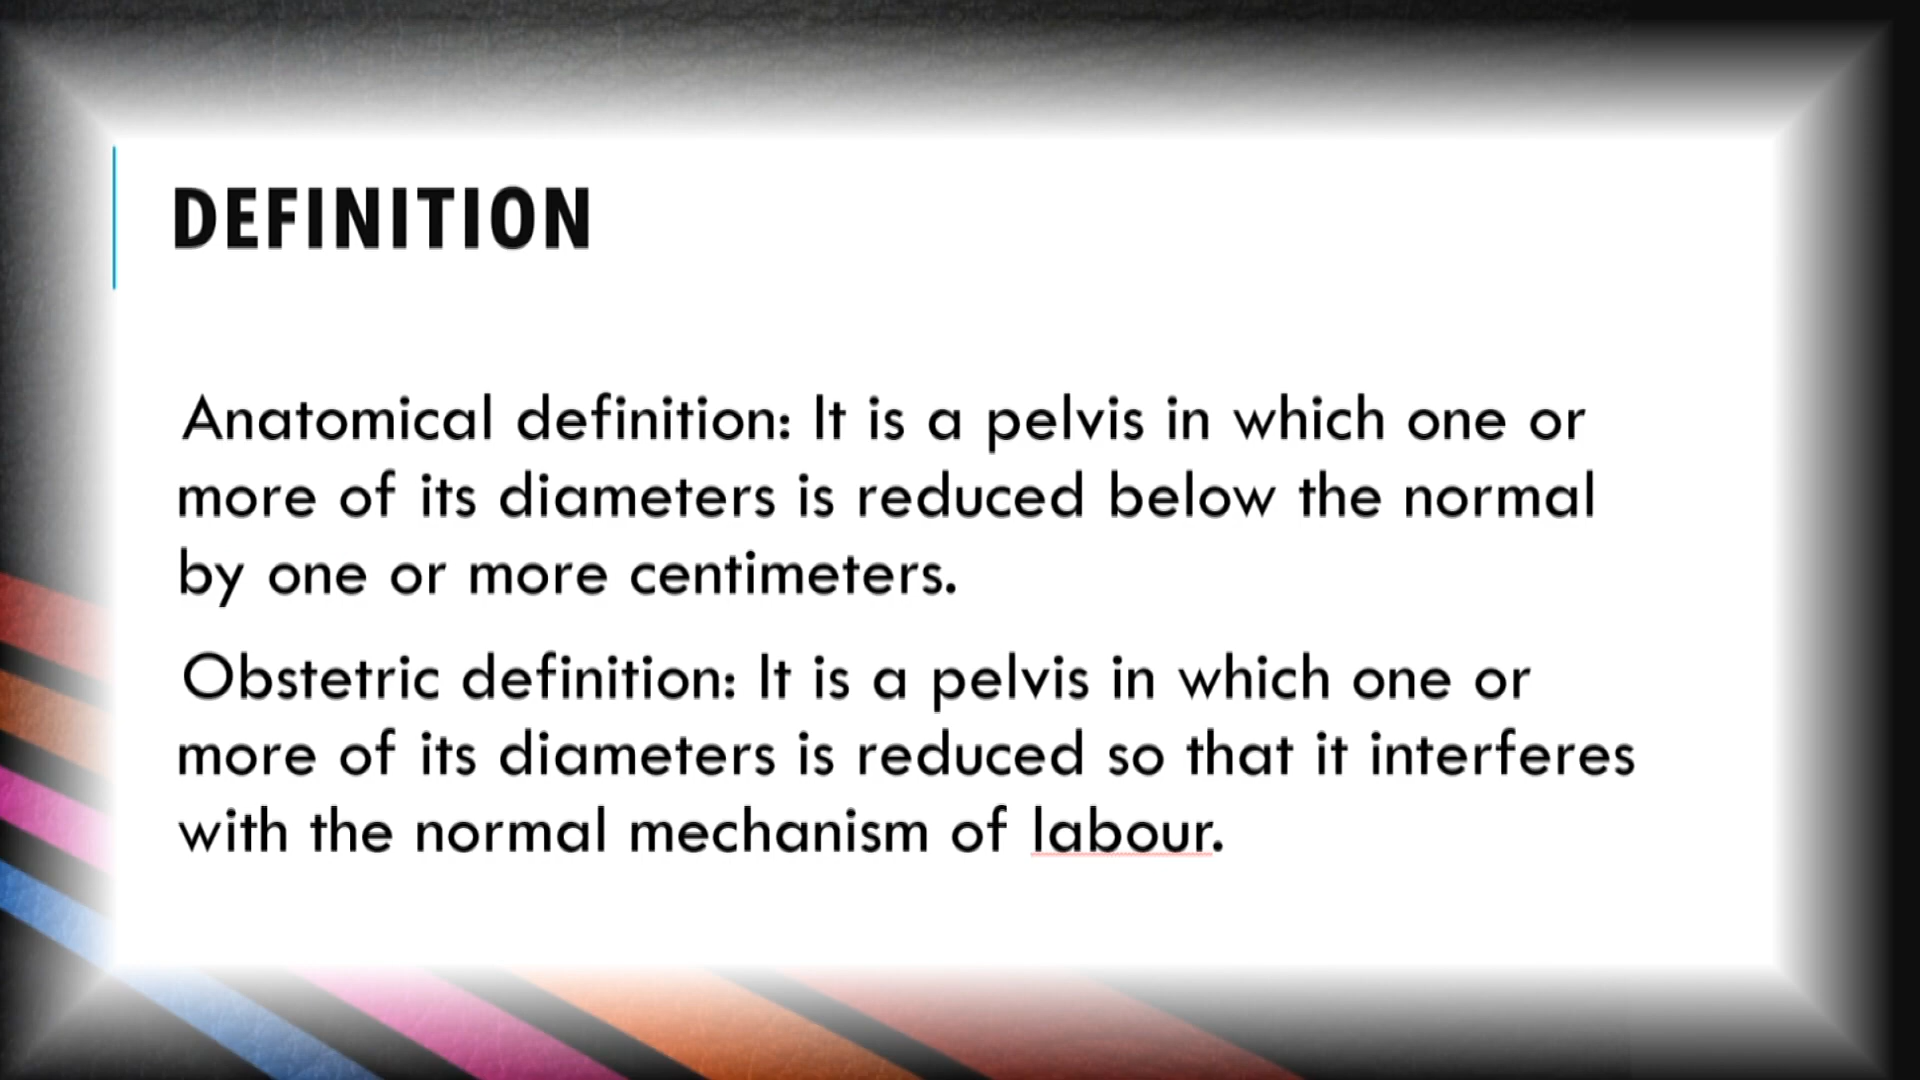 DEFINITION
Anatomical definition: It is a pelvis in which one or
more of its diameters is reduced below the normal
by one or more centimeters.
Obstetric definition: It is a pelvis in which one or
more of its diameters is reduced so that it interferes
with the normal mechanism of labour.